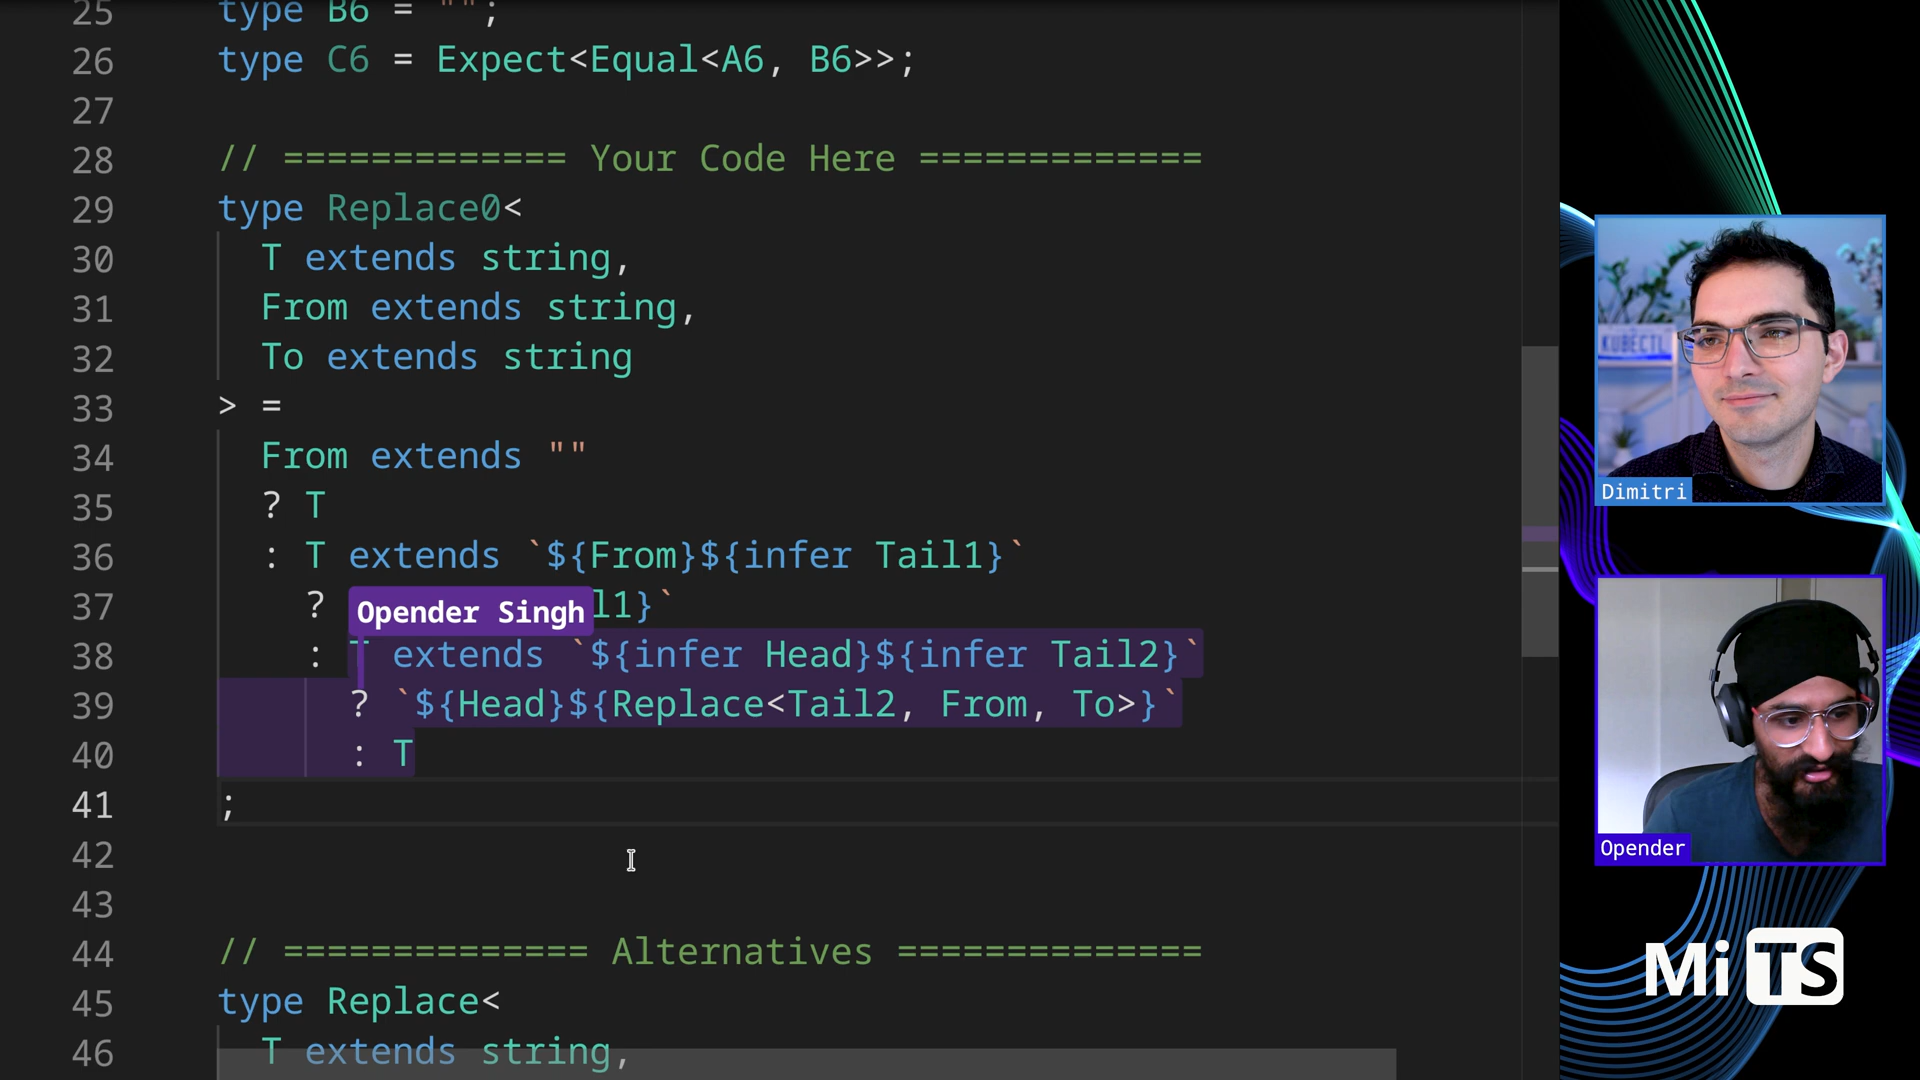 25 type B6 = "";
26 type C6 = Expect<Equal<A6, B6>>;
27
28 // ============= Your Code Here =============
29 type Replace0<
30 T extends string,
31 From extends string,
32 To extends string
33 > =
34 From extends ""
35 ? T
36 : T extends `${From}${infer Tail1}`
37 ? Opender Singh l1}`
38 : T extends `${infer Head}${infer Tail2}`
39 ? `${Head}${Replace<Tail2, From, To>}`
40 : T
41 ;
42
43
44 // ============== Alternatives ==============
45 type Replace<
46 T extends string,
KUBECTL
Dimitri
Opender
MiTS